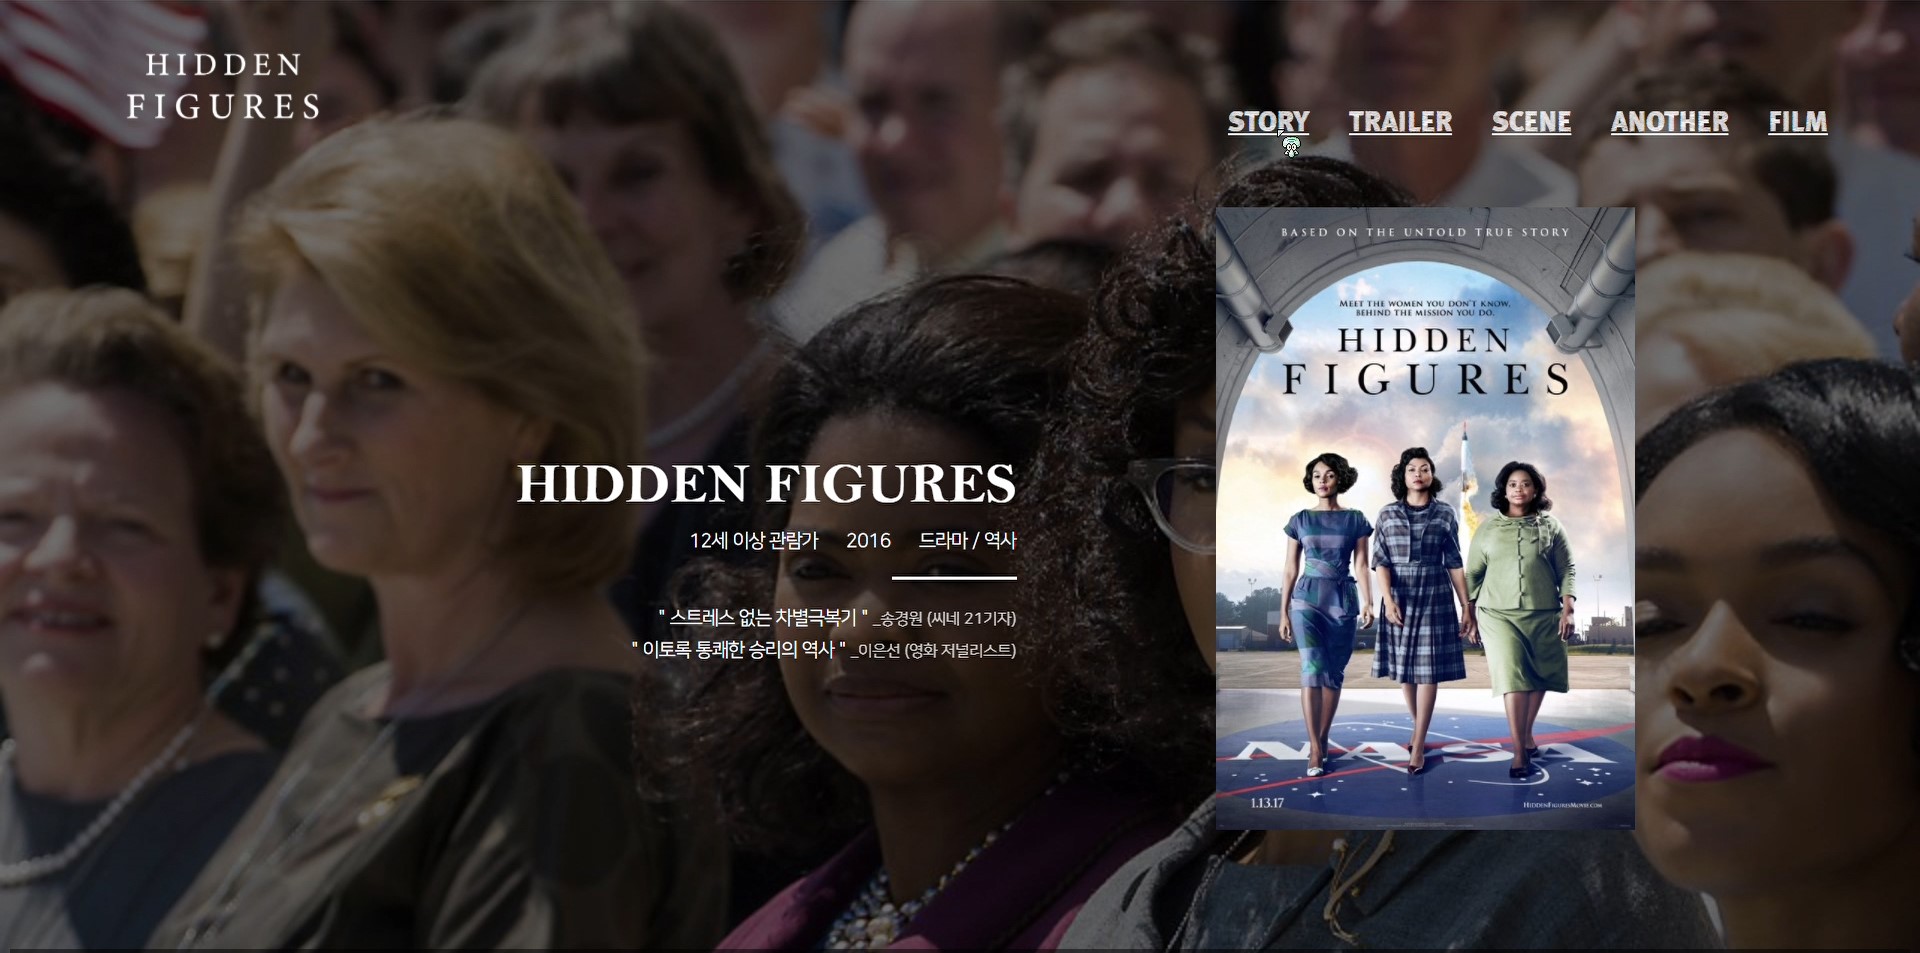 HIDDEN
FIGURES
STORY TRAILER SCENE ANOTHER FILM
BASED ON THE UNTOLD TRUE STORY
MEET THE WOMEN YOU DON'T KNOW,
BEHIND THE MISSION YOU DO.
HIDDEN
FIGURES
HIDDEN FIGURES
12세 이상 관람가 2016 드라마 / 역사
" 스트레스 없는 차별극복기 " _송경원 (씨네 21기자)
" 이토록 통쾌한 승리의 역사 " _이은선 (영화 저널리스트)
NASA
1.13.17 HIDDENFIGURESMOVIE.COM